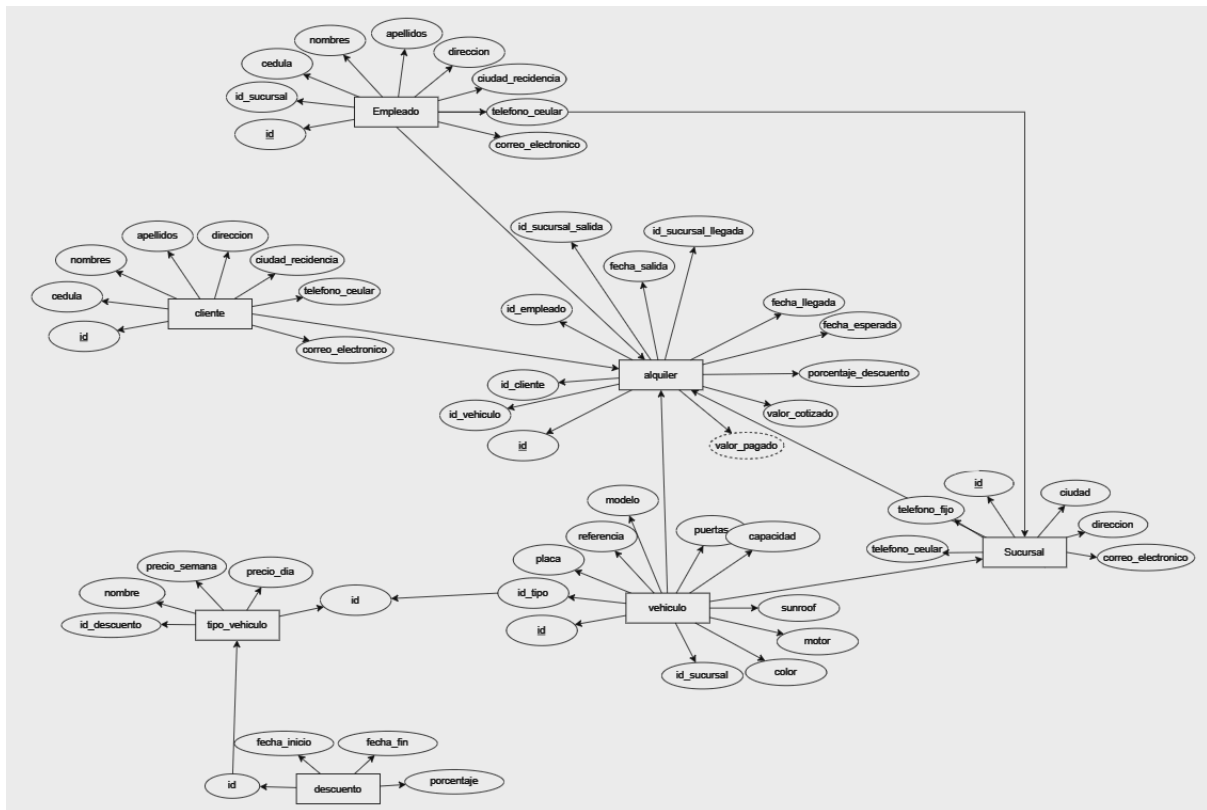 apellidos
nombres
direccion
cedula
ciudad_recidencia
id_sucursal
Empleado
telefono_ceular
id
correo_electronico
id_sucursal_salida
id_sucursal_llegada
apellidos
direccion
nombres
ciudad_recidencia
fecha_salida
cedula
telefono_ceular
id_empleado
fecha_llegada
cliente
fecha_esperada
id
correo_electronico
alquiler
porcentaje_descuento
id_cliente
id_vehiculo
valor_cotizado
id
valor_pagado
id
ciudad
modelo
telefono_fijo
puertas
capacidad
referencia
direccion
telefono_ceular
Sucursal
correo_electronico
placa
precio_semana
precio_dia
nombre
id
id_tipo
vehiculo
sunroof
id_descuento
tipo_vehiculo
id
motor
id_sucursal
color
fecha_inicio
fecha_fin
id
descuento
porcentaje